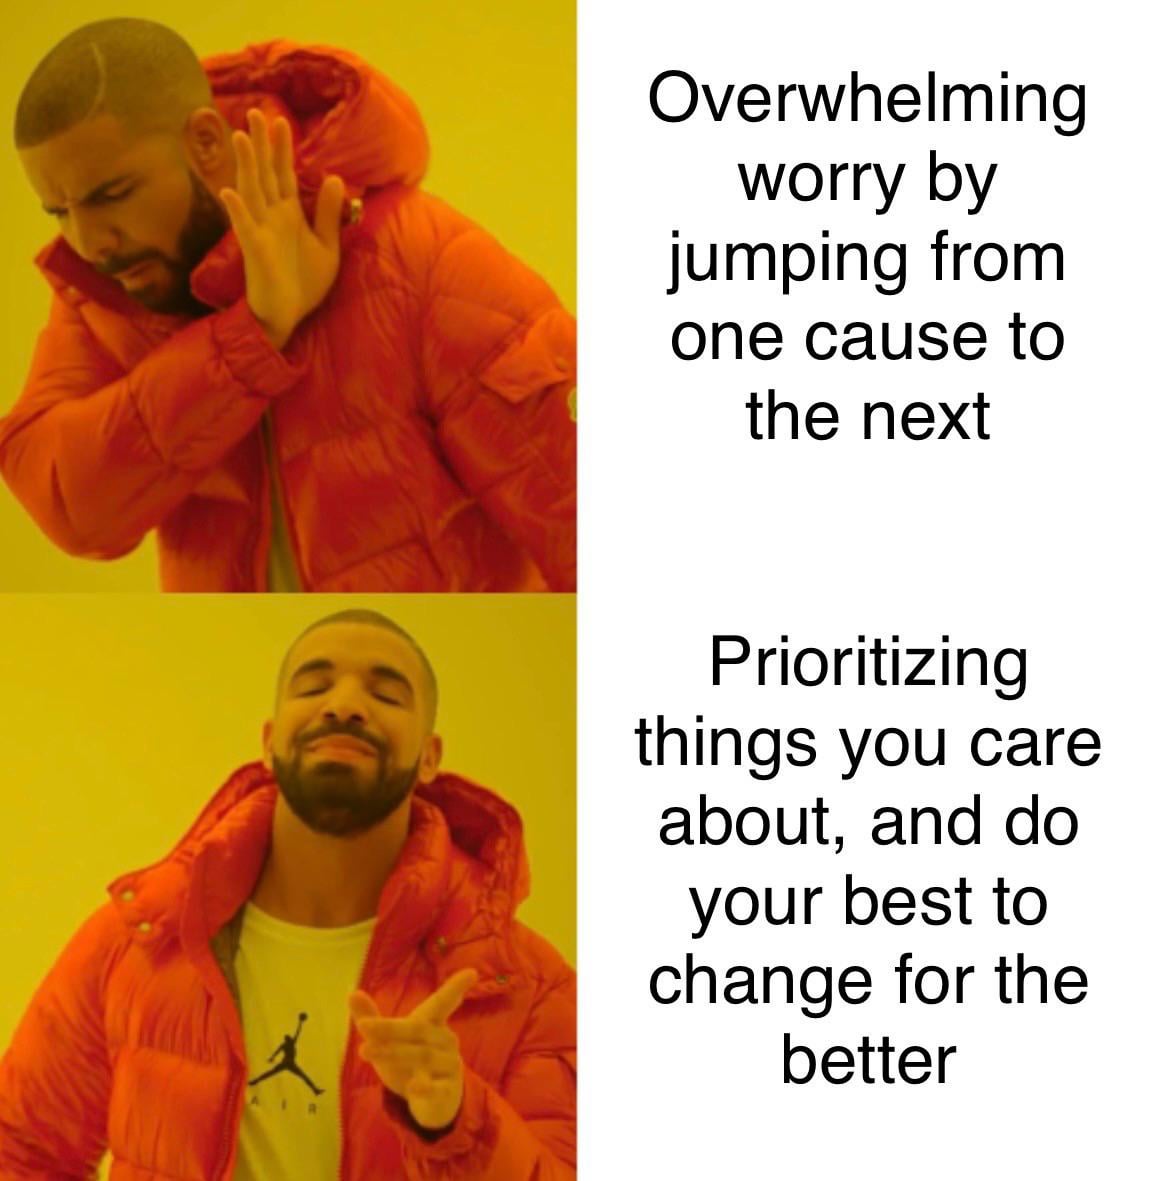 Overwhelming
worry by
jumping from
one cause to
the next
Prioritizing
things you care
about, and do
your best to
change for the
better
AIR